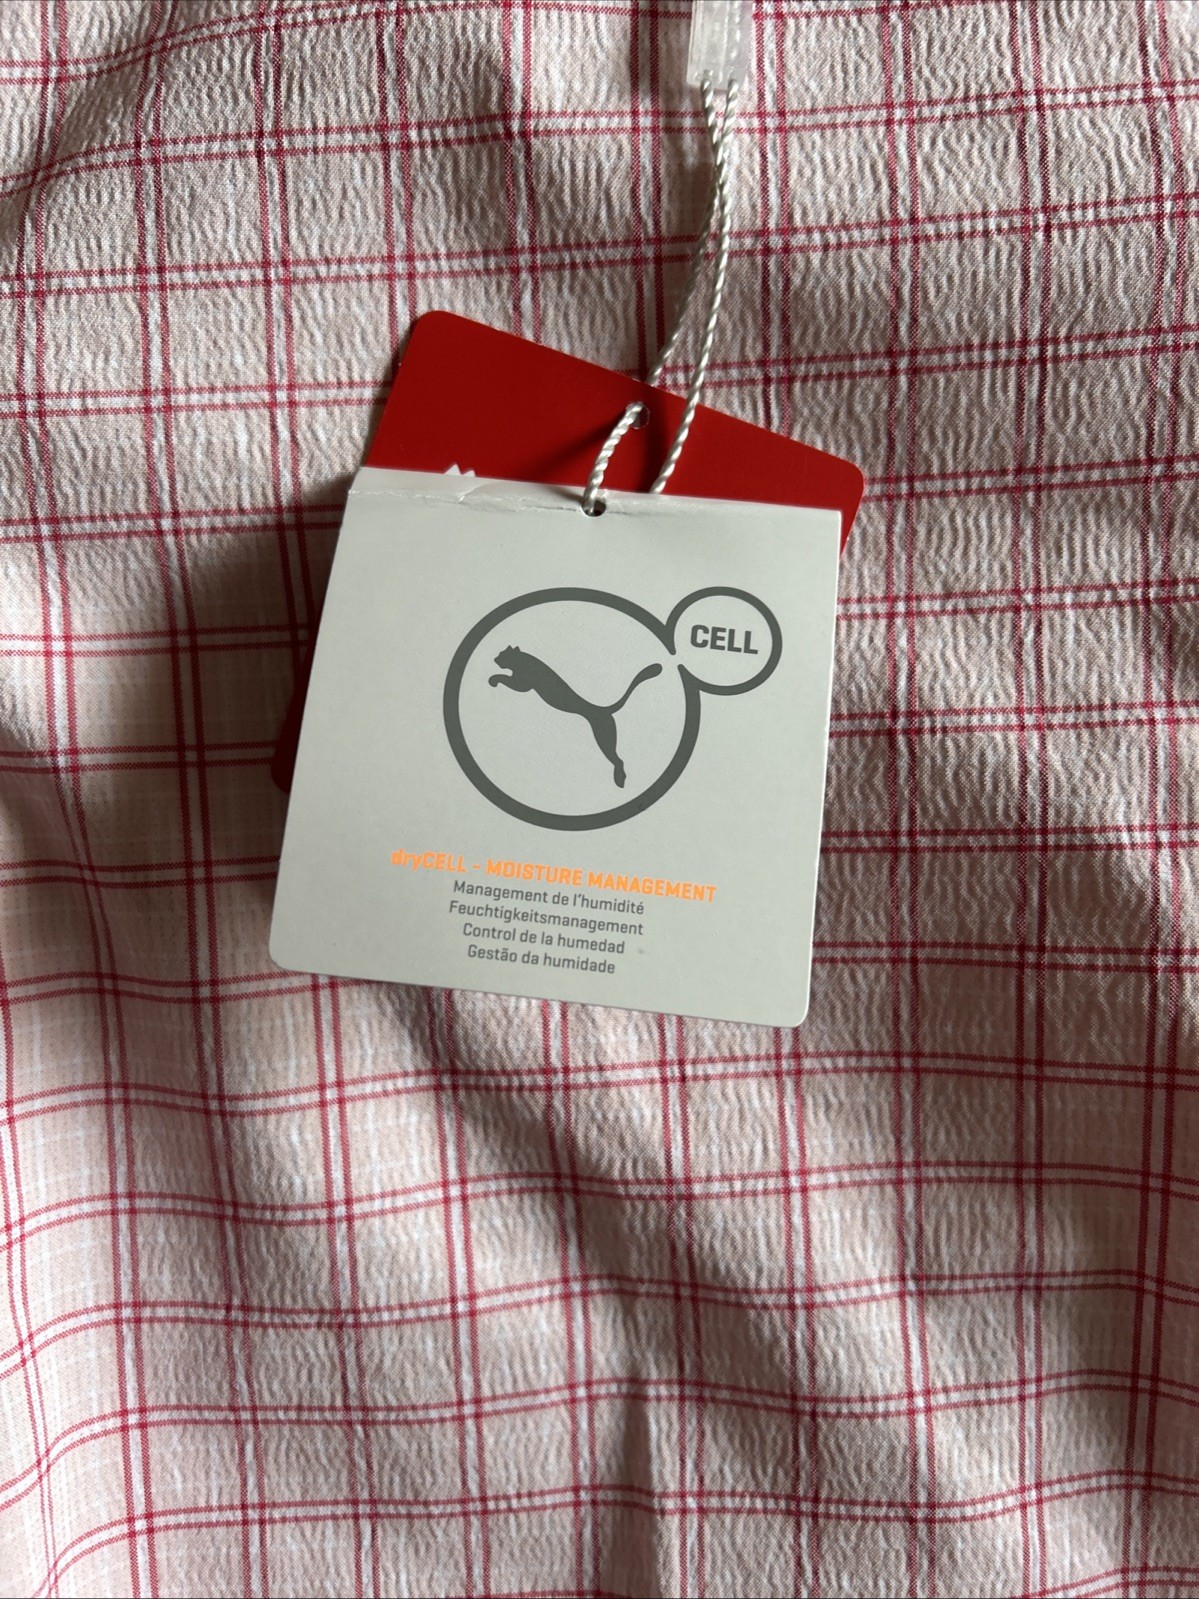 CELL
dryCELL - MOISTURE MANAGEMENT
Management de l'humidité
Feuchtigkeitsmanagement
Control de la humedad
Gestão da humidade